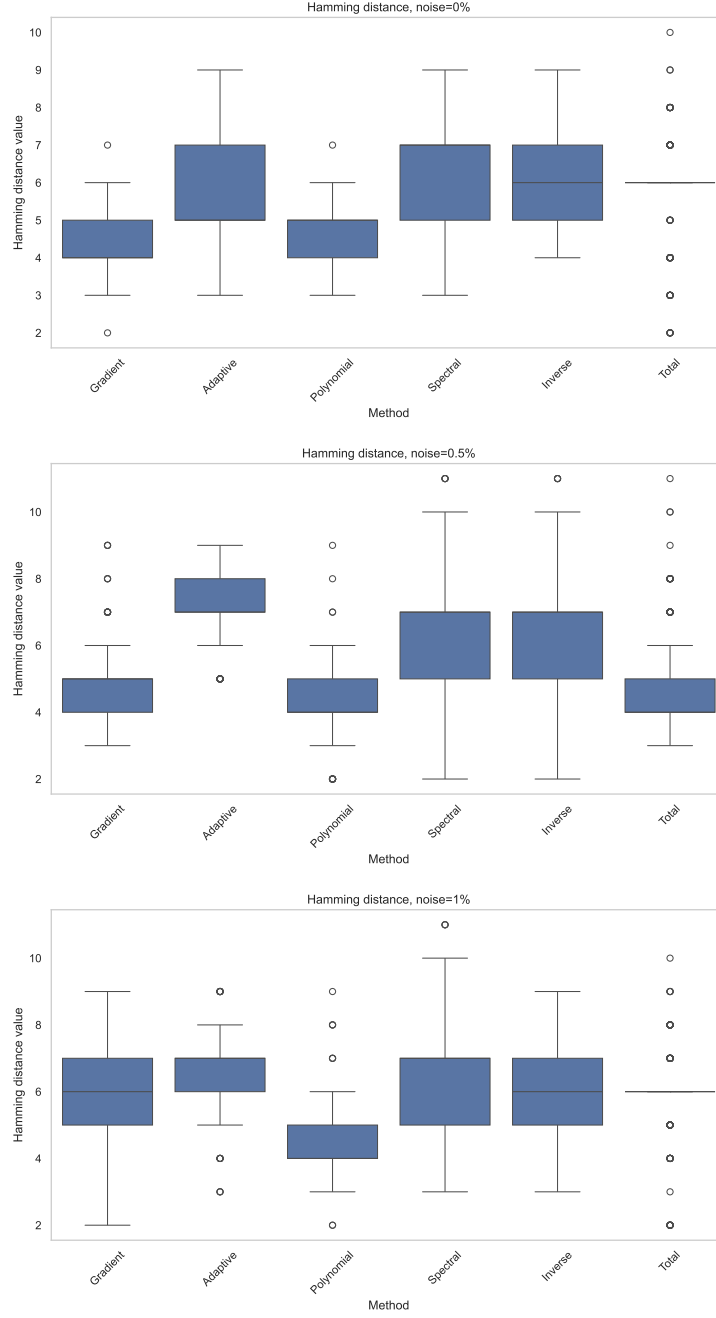 Hamming distance, noise=0%
Hamming distance value
10
9
8
7
6
5
4
3
2
Gradient
Adaptive
Polynomial
Spectral
Inverse
Total
Method
Hamming distance, noise=0.5%
Hamming distance value
10
8
6
4
2
Gradient
Adaptive
Polynomial
Spectral
Inverse
Total
Method
Hamming distance, noise=1%
Hamming distance value
10
8
6
4
2
Gradient
Adaptive
Polynomial
Spectral
Inverse
Total
Method